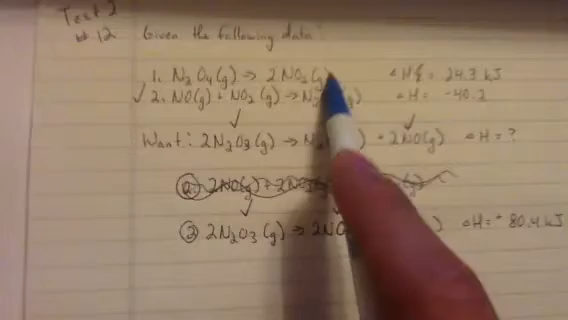 Test 2
# 12 Given the following data:
1. N₂O₄(g) → 2NO₂(g) ΔH = 24.3 kJ
✓ 2. NO(g) + NO₂(g) → N (g) ΔH = -40.2
Want: 2N₂O₃(g) → N ) + 2NO(g) ΔH = ?
② 2N₂O₃(g) → 2NO ) ΔH = + 80.4 kJ